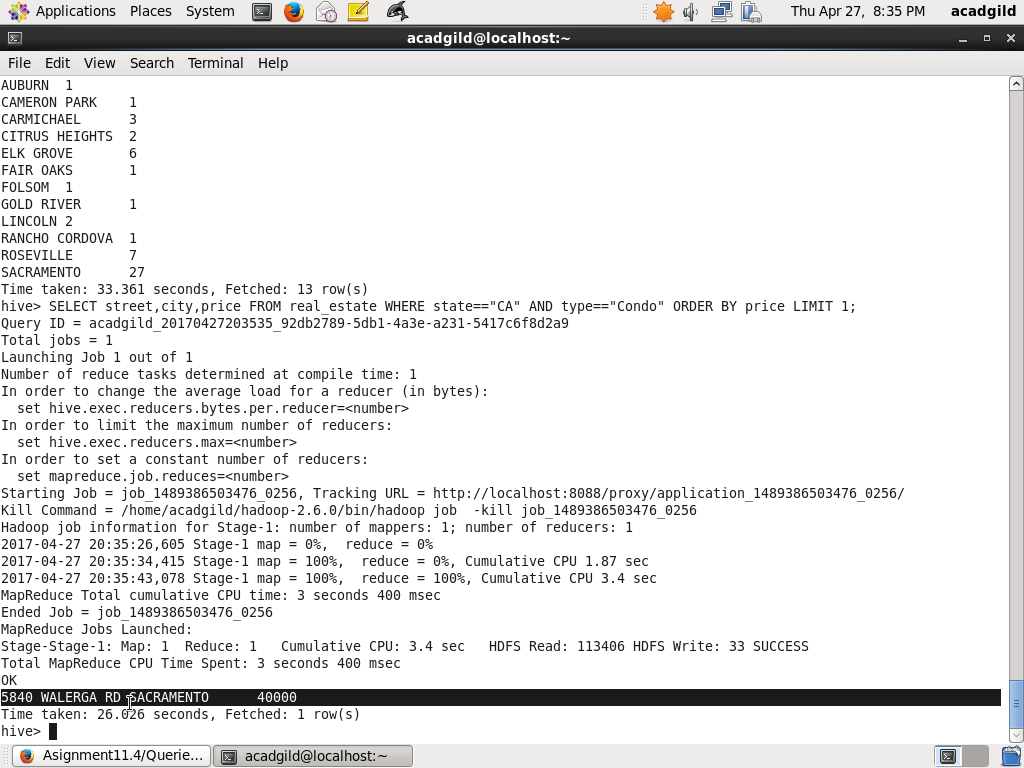 Applications Places System Thu Apr 27, 8:35 PM acadgild
acadgild@localhost:~
File Edit View Search Terminal Help
AUBURN 1
CAMERON PARK 1
CARMICHAEL 3
CITRUS HEIGHTS 2
ELK GROVE 6
FAIR OAKS 1
FOLSOM 1
GOLD RIVER 1
LINCOLN 2
RANCHO CORDOVA 1
ROSEVILLE 7
SACRAMENTO 27
Time taken: 33.361 seconds, Fetched: 13 row(s)
hive> SELECT street,city,price FROM real_estate WHERE state=="CA" AND type=="Condo" ORDER BY price LIMIT 1;
Query ID = acadgild_20170427203535_92db2789-5db1-4a3e-a231-5417c6f8d2a9
Total jobs = 1
Launching Job 1 out of 1
Number of reduce tasks determined at compile time: 1
In order to change the average load for a reducer (in bytes):
  set hive.exec.reducers.bytes.per.reducer=<number>
In order to limit the maximum number of reducers:
  set hive.exec.reducers.max=<number>
In order to set a constant number of reducers:
  set mapreduce.job.reduces=<number>
Starting Job = job_1489386503476_0256, Tracking URL = http://localhost:8088/proxy/application_1489386503476_0256/
Kill Command = /home/acadgild/hadoop-2.6.0/bin/hadoop job  -kill job_1489386503476_0256
Hadoop job information for Stage-1: number of mappers: 1; number of reducers: 1
2017-04-27 20:35:26,605 Stage-1 map = 0%,  reduce = 0%
2017-04-27 20:35:34,415 Stage-1 map = 100%,  reduce = 0%, Cumulative CPU 1.87 sec
2017-04-27 20:35:43,078 Stage-1 map = 100%,  reduce = 100%, Cumulative CPU 3.4 sec
MapReduce Total cumulative CPU time: 3 seconds 400 msec
Ended Job = job_1489386503476_0256
MapReduce Jobs Launched:
Stage-Stage-1: Map: 1  Reduce: 1   Cumulative CPU: 3.4 sec   HDFS Read: 113406 HDFS Write: 33 SUCCESS
Total MapReduce CPU Time Spent: 3 seconds 400 msec
OK
5840 WALERGA RD SACRAMENTO 40000
Time taken: 26.026 seconds, Fetched: 1 row(s)
hive>
Asignment11.4/Querie... acadgild@localhost:~